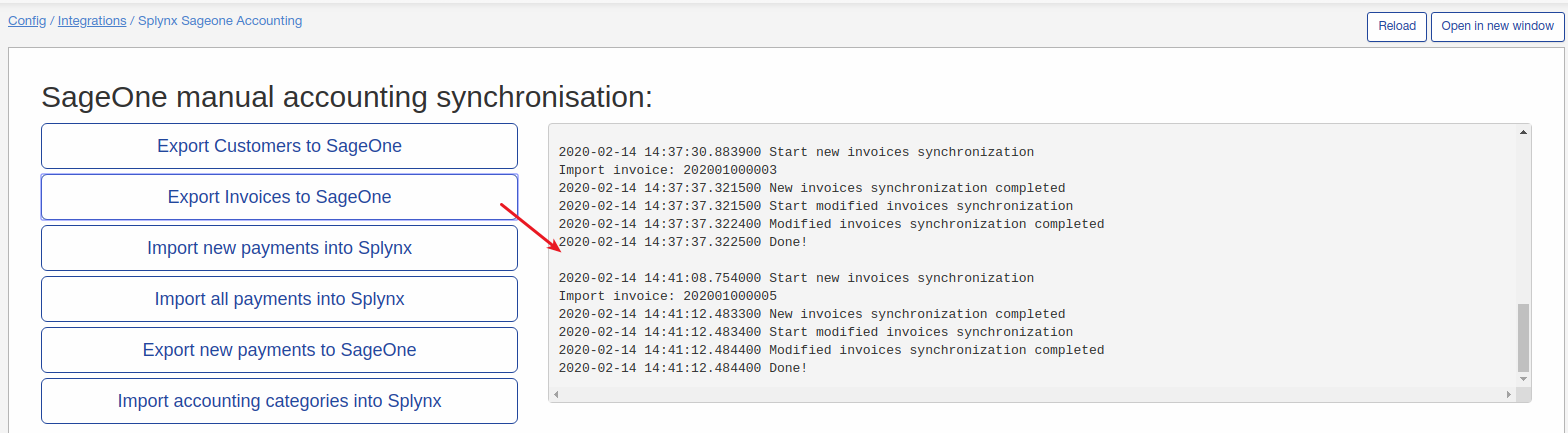 Config / Integrations / Splynx Sageone Accounting
Reload
Open in new window
SageOne manual accounting synchronisation:
Export Customers to SageOne
Export Invoices to SageOne
Import new payments into Splynx
Import all payments into Splynx
Export new payments to SageOne
Import accounting categories into Splynx
2020-02-14 14:37:30.883900 Start new invoices synchronization
Import invoice: 202001000003
2020-02-14 14:37:37.321500 New invoices synchronization completed
2020-02-14 14:37:37.321500 Start modified invoices synchronization
2020-02-14 14:37:37.322400 Modified invoices synchronization completed
2020-02-14 14:37:37.322500 Done!
2020-02-14 14:41:08.754000 Start new invoices synchronization
Import invoice: 202001000005
2020-02-14 14:41:12.483300 New invoices synchronization completed
2020-02-14 14:41:12.483400 Start modified invoices synchronization
2020-02-14 14:41:12.484400 Modified invoices synchronization completed
2020-02-14 14:41:12.484400 Done!